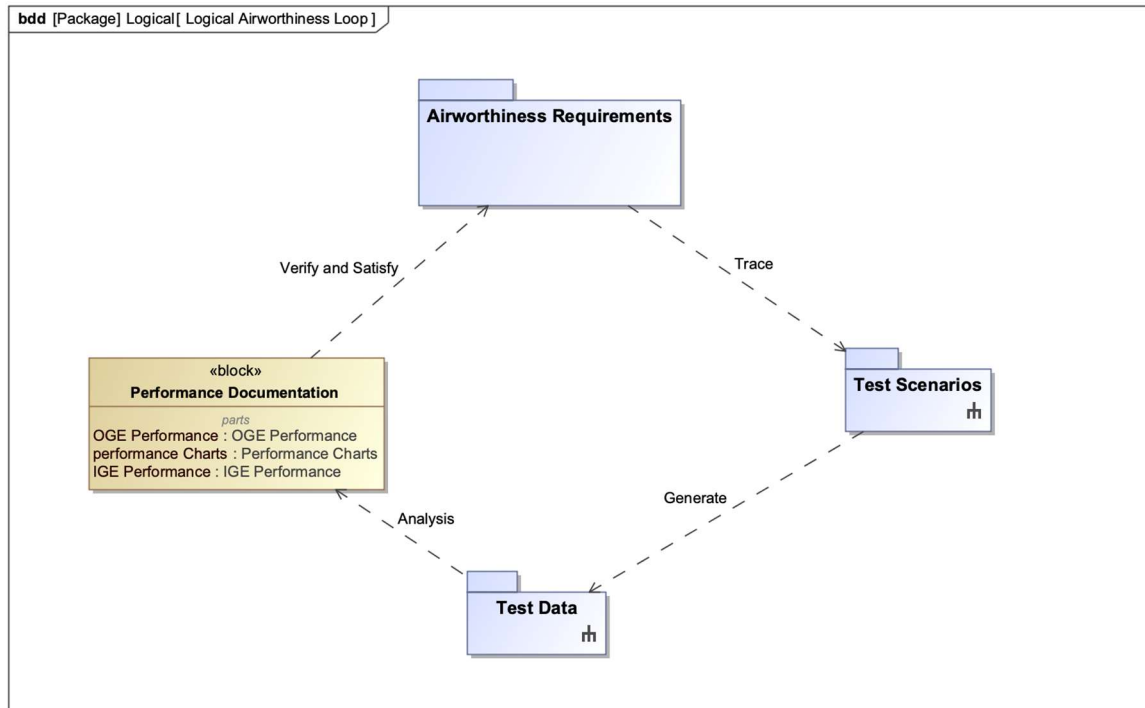 bdd [Package] Logical[ Logical Airworthiness Loop ]
Airworthiness Requirements
Verify and Satisfy
Trace
«block»
Performance Documentation
parts
OGE Performance : OGE Performance
performance Charts : Performance Charts
IGE Performance : IGE Performance
Test Scenarios
Generate
Analysis
Test Data